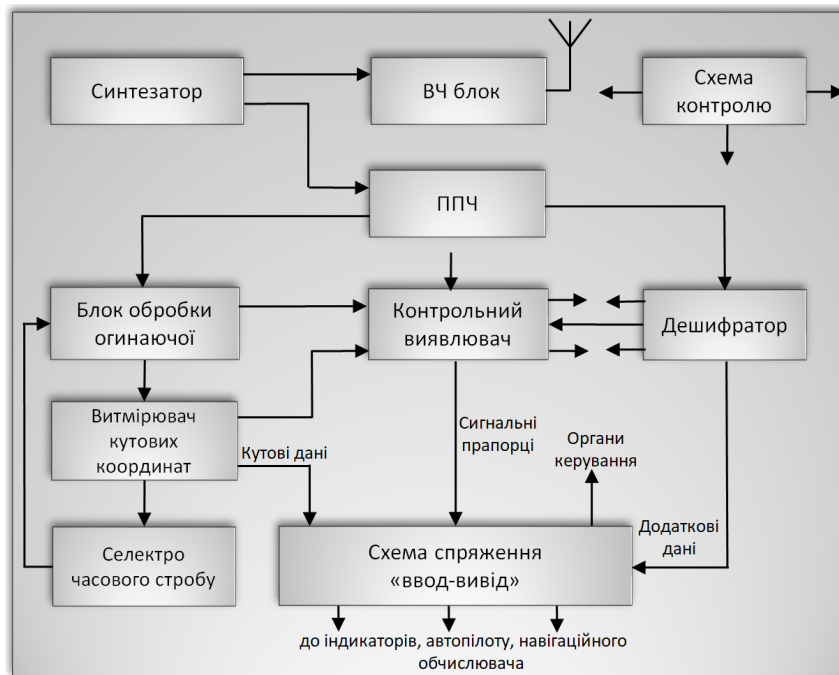 Синтезатор
ВЧ блок
Схема
контролю
ППЧ
Блок обробки
огинаючої
Контрольний
виявлювач
Дешифратор
Витмірювач
кутових
координат
Кутові дані
Сигнальні
прапорці
Органи
керування
Додаткові
дані
Селектро
часового стробу
Схема спряження
«ввод-вивід»
до індикаторів, автопілоту, навігаційного
обчислювача